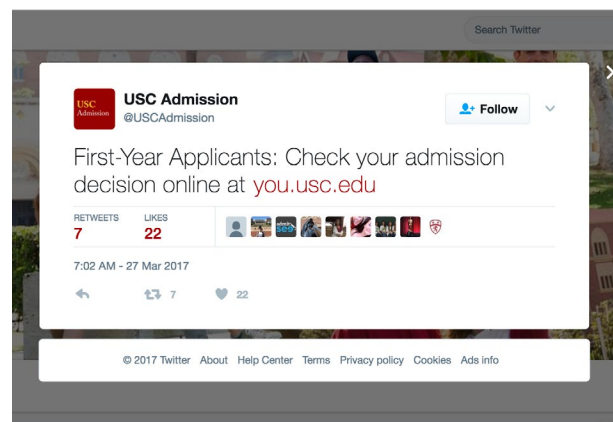 Search Twitter
USC
Admission
USC Admission
@USCAdmission
Follow
First-Year Applicants: Check your admission
decision online at you.usc.edu
RETWEETS LIKES
7 22
7:02 AM - 27 Mar 2017
7 22
© 2017 Twitter About Help Center Terms Privacy policy Cookies Ads info